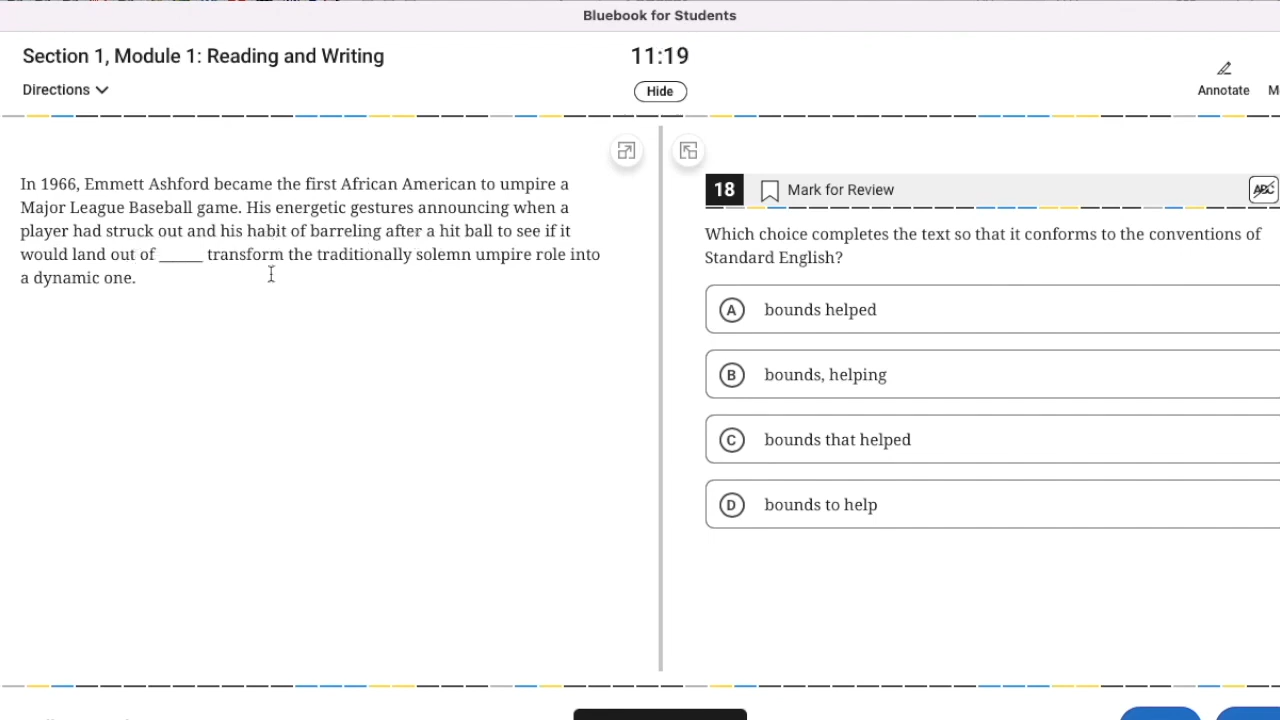 Bluebook for Students
Section 1, Module 1: Reading and Writing
11:19
Directions
Hide
Annotate
In 1966, Emmett Ashford became the first African American to umpire a
Major League Baseball game. His energetic gestures announcing when a
player had struck out and his habit of barreling after a hit ball to see if it
would land out of ______ transform the traditionally solemn umpire role into
a dynamic one.
18 Mark for Review
ABC
Which choice completes the text so that it conforms to the conventions of
Standard English?
A bounds helped
B bounds, helping
C bounds that helped
D bounds to help